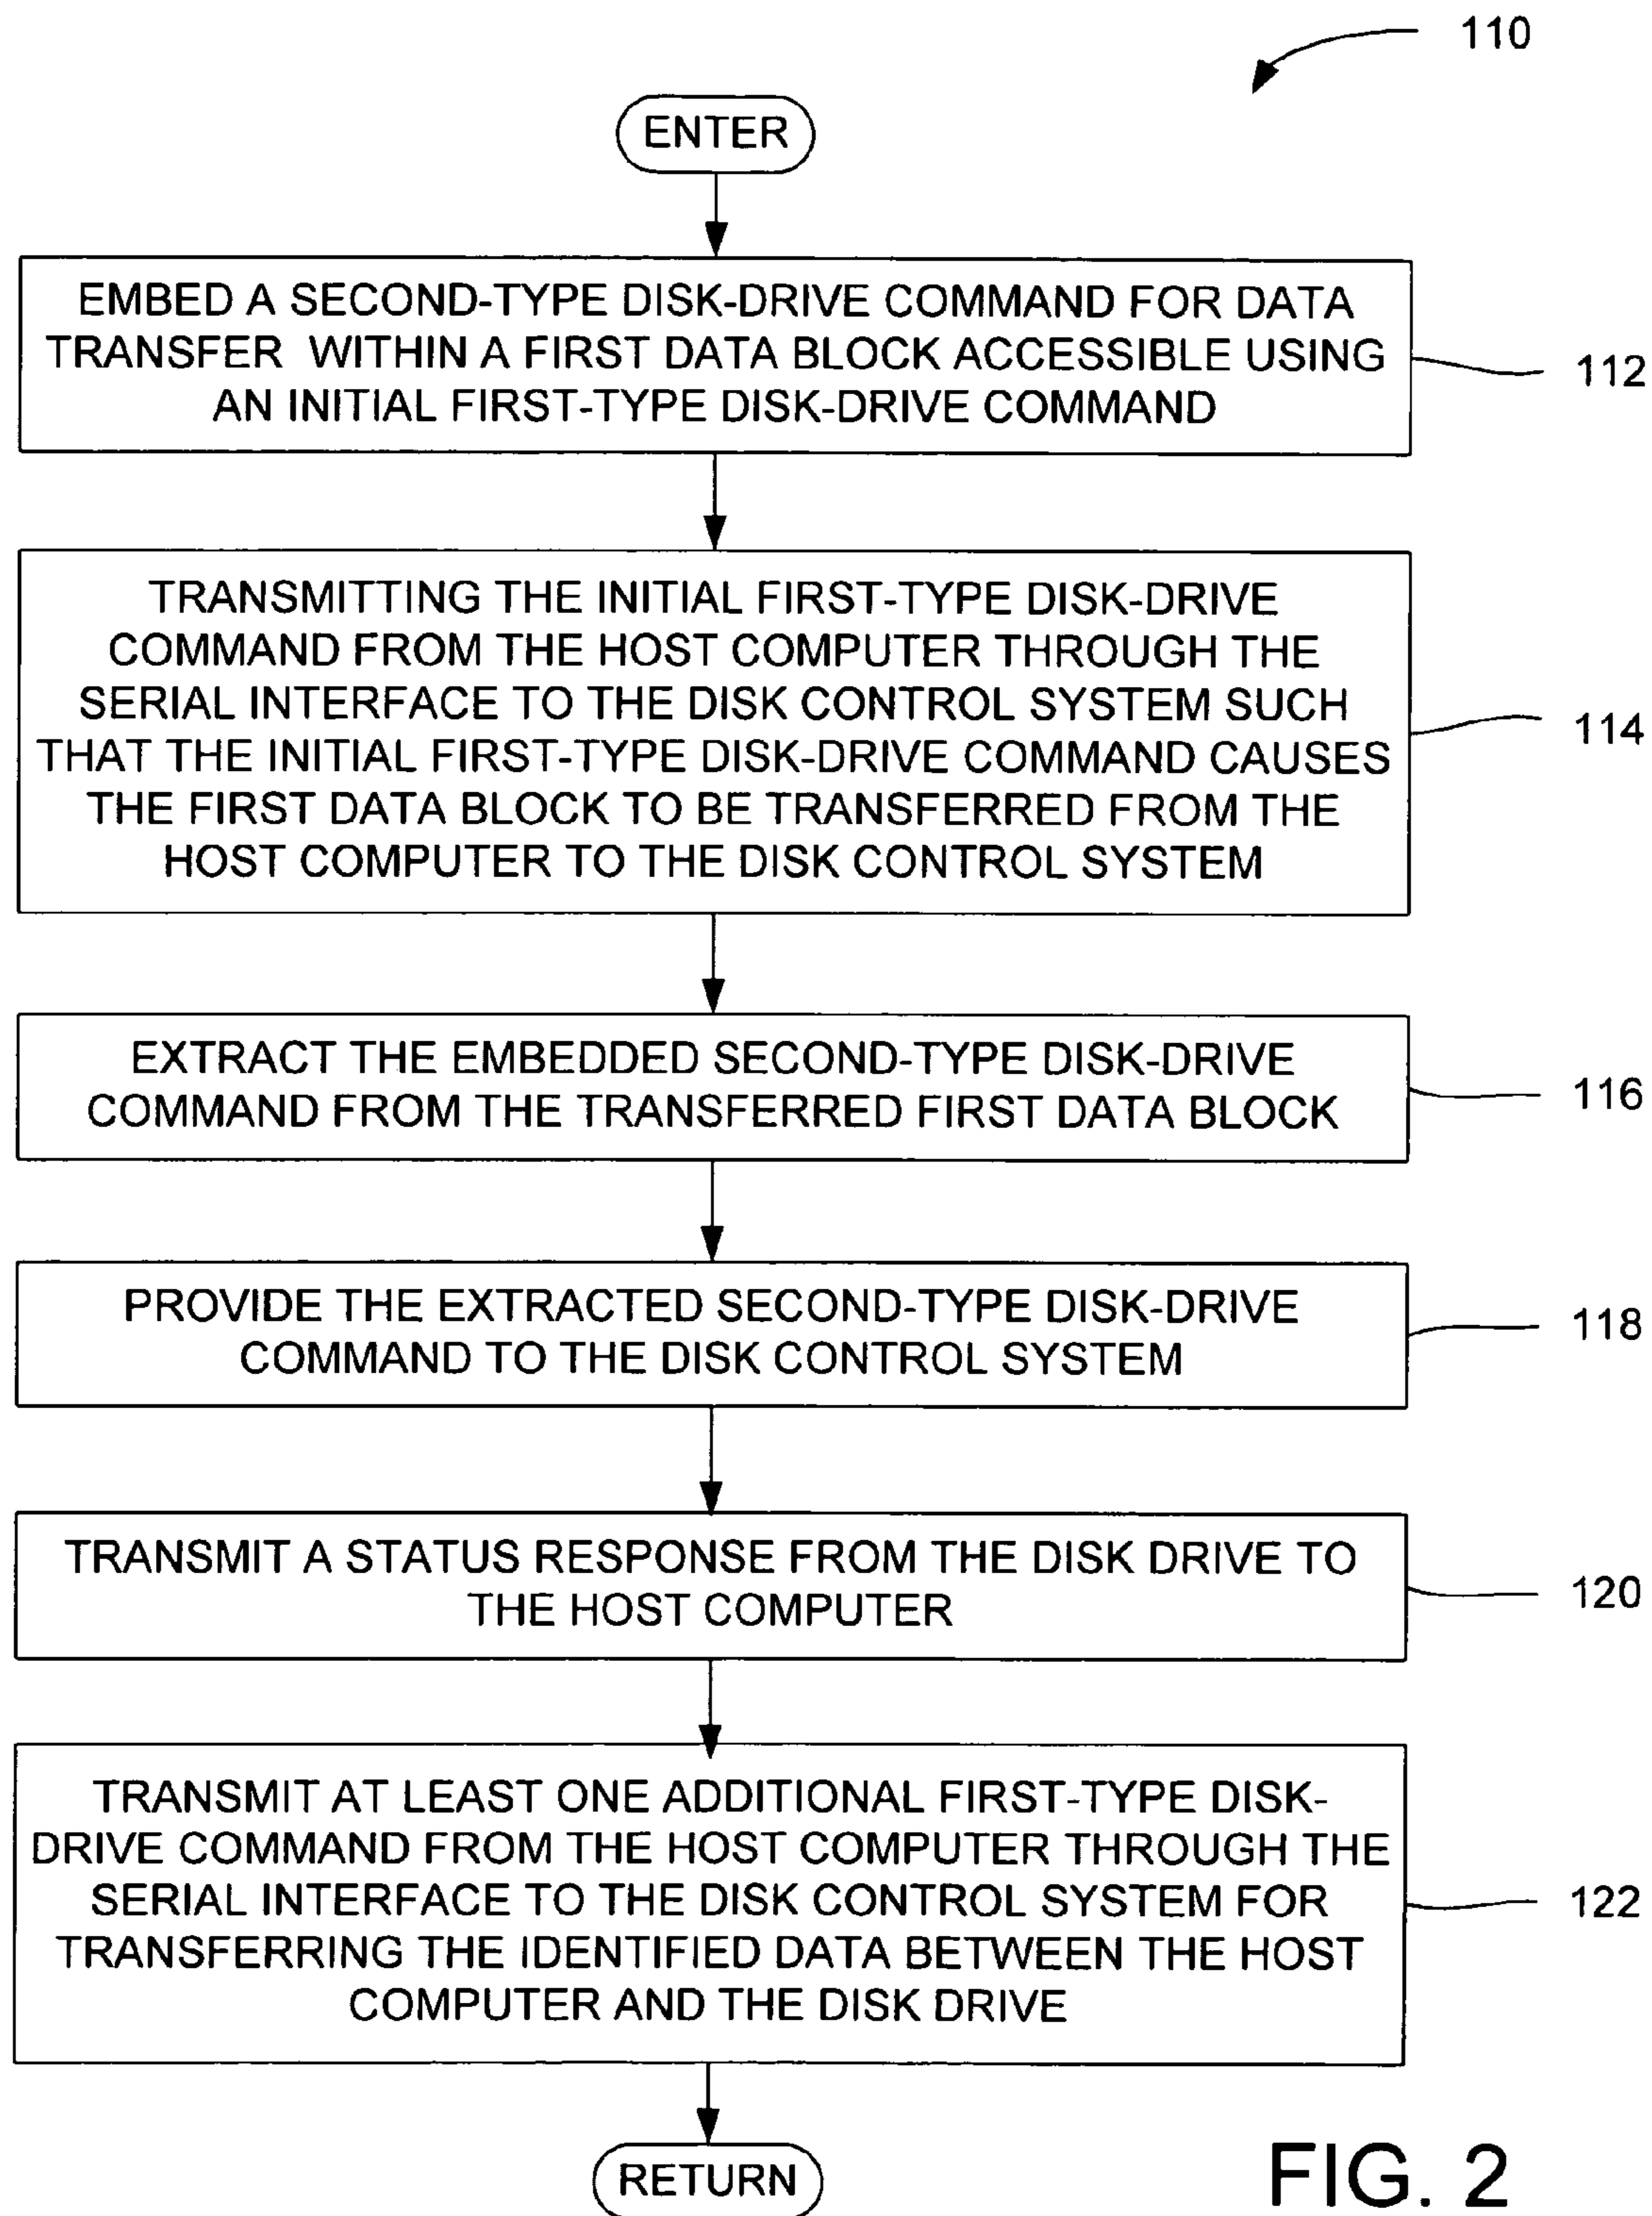 110
ENTER
EMBED A SECOND-TYPE DISK-DRIVE COMMAND FOR DATA
TRANSFER WITHIN A FIRST DATA BLOCK ACCESSIBLE USING
AN INITIAL FIRST-TYPE DISK-DRIVE COMMAND
112
TRANSMITTING THE INITIAL FIRST-TYPE DISK-DRIVE
COMMAND FROM THE HOST COMPUTER THROUGH THE
SERIAL INTERFACE TO THE DISK CONTROL SYSTEM SUCH
THAT THE INITIAL FIRST-TYPE DISK-DRIVE COMMAND CAUSES
THE FIRST DATA BLOCK TO BE TRANSFERRED FROM THE
HOST COMPUTER TO THE DISK CONTROL SYSTEM
114
EXTRACT THE EMBEDDED SECOND-TYPE DISK-DRIVE
COMMAND FROM THE TRANSFERRED FIRST DATA BLOCK
116
PROVIDE THE EXTRACTED SECOND-TYPE DISK-DRIVE
COMMAND TO THE DISK CONTROL SYSTEM
118
TRANSMIT A STATUS RESPONSE FROM THE DISK DRIVE TO
THE HOST COMPUTER
120
TRANSMIT AT LEAST ONE ADDITIONAL FIRST-TYPE DISK-
DRIVE COMMAND FROM THE HOST COMPUTER THROUGH THE
SERIAL INTERFACE TO THE DISK CONTROL SYSTEM FOR
TRANSFERRING THE IDENTIFIED DATA BETWEEN THE HOST
COMPUTER AND THE DISK DRIVE
122
RETURN
FIG. 2